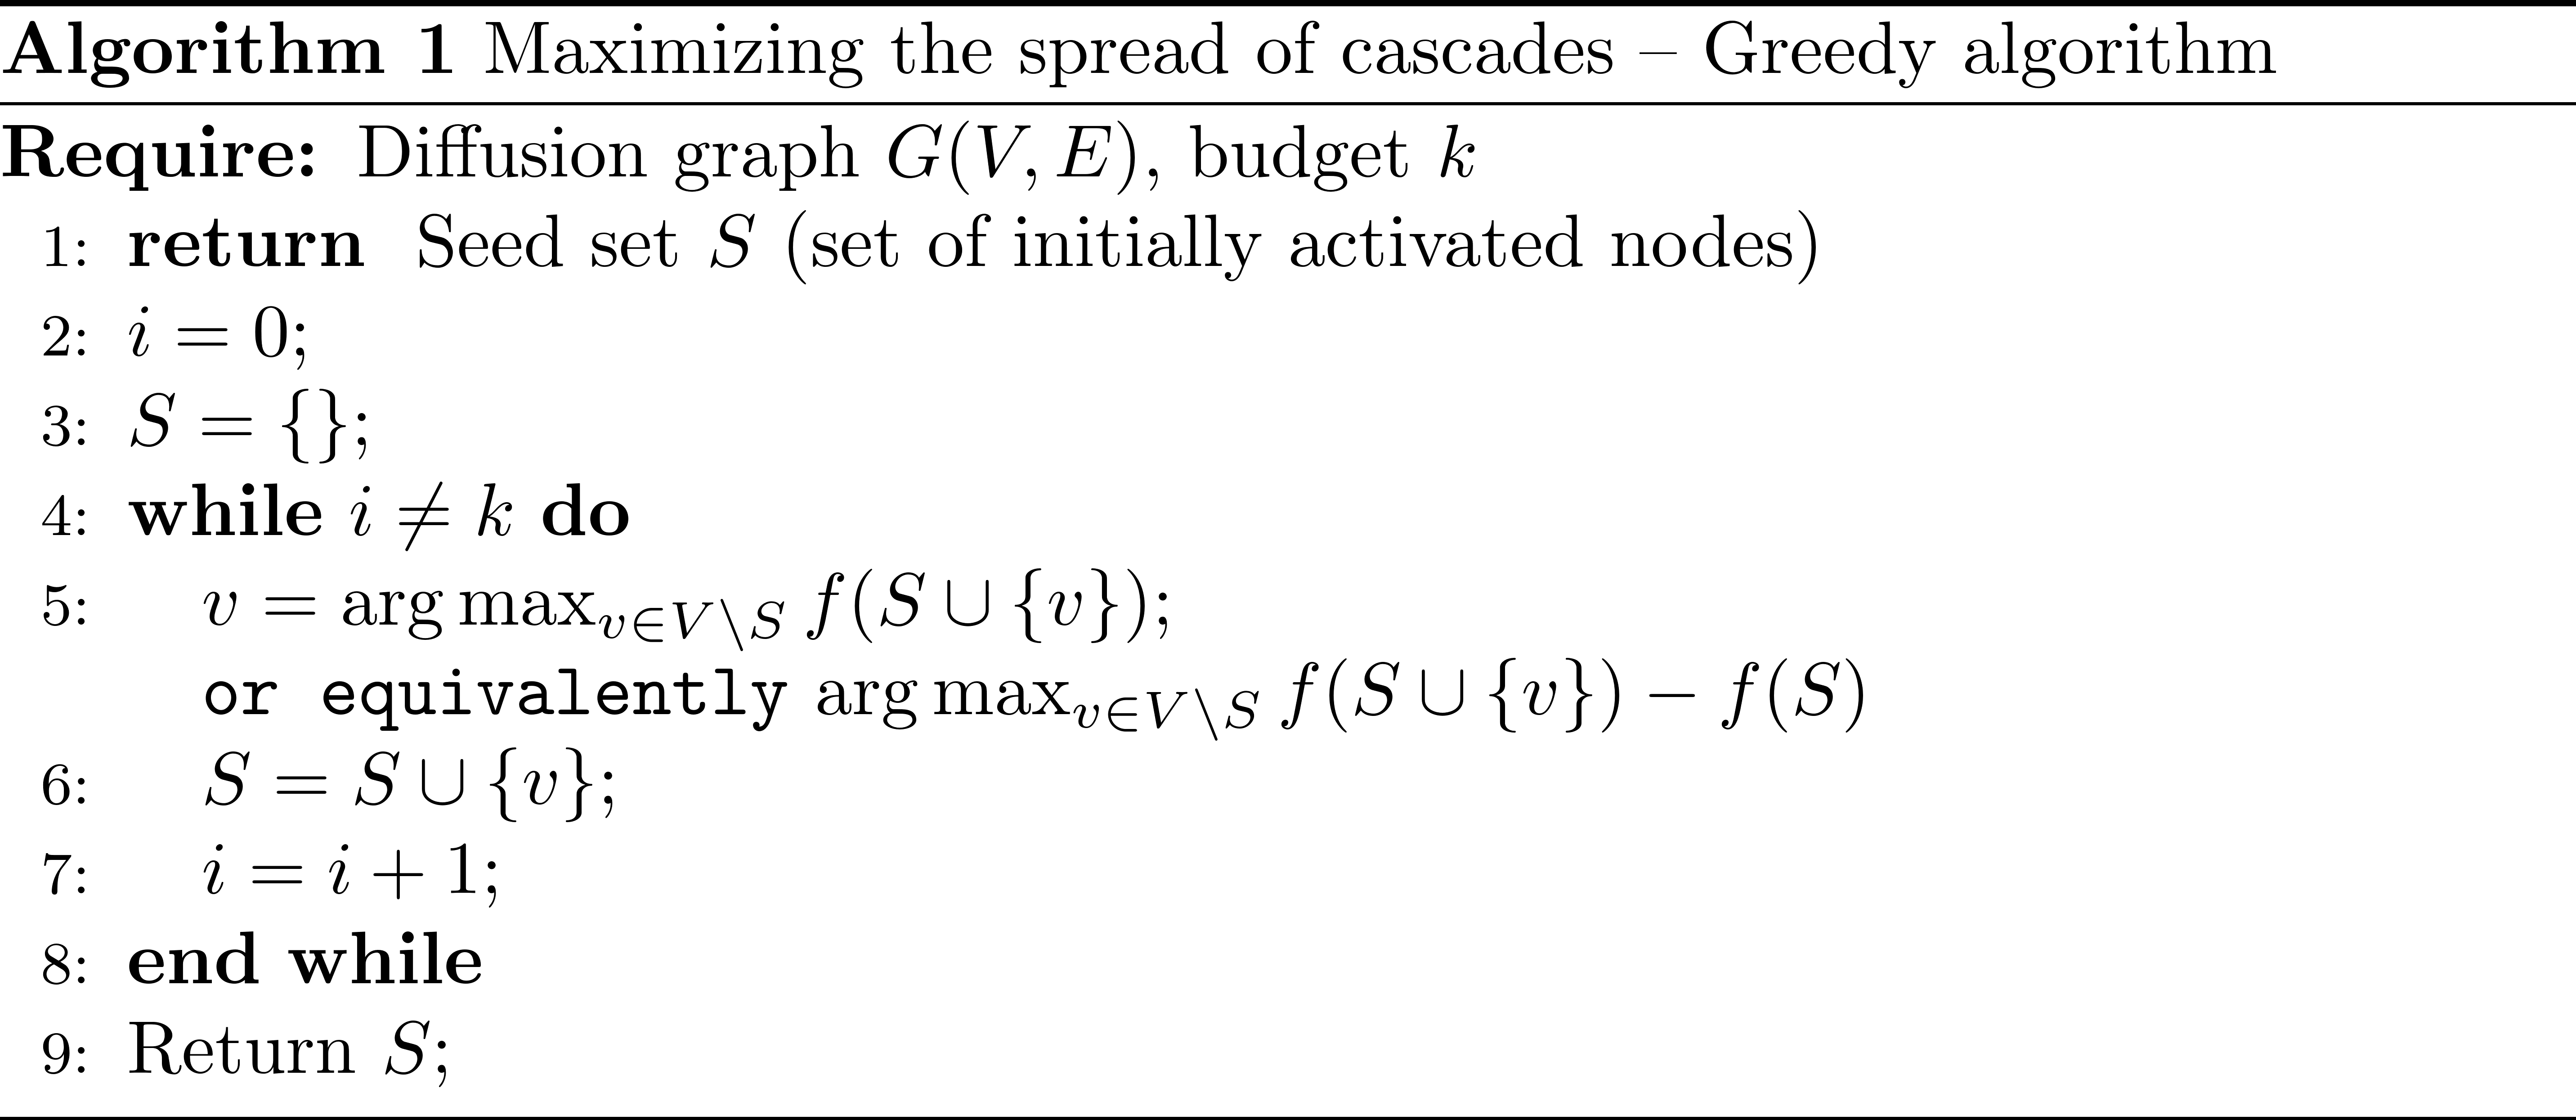 Algorithm 1 Maximizing the spread of cascades – Greedy algorithm
Require: Diffusion graph G(V, E), budget k
1: return Seed set S (set of initially activated nodes)
2: i = 0;
3: S = {};
4: while i ≠ k do
5: v = arg max_{v∈V\S} f(S ∪ {v});
or equivalently arg max_{v∈V\S} f(S ∪ {v}) − f(S)
6: S = S ∪ {v};
7: i = i + 1;
8: end while
9: Return S;